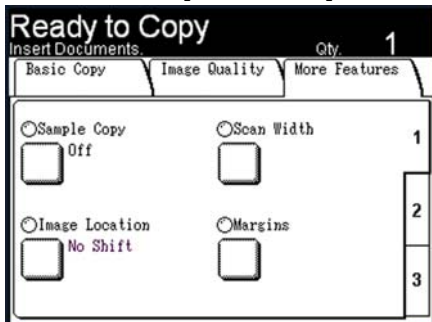 Ready to Copy
Insert Documents. Qty. 1
Basic Copy Image Quality More Features
Sample Copy
Off
Scan Width
Image Location
No Shift
Margins
1
2
3